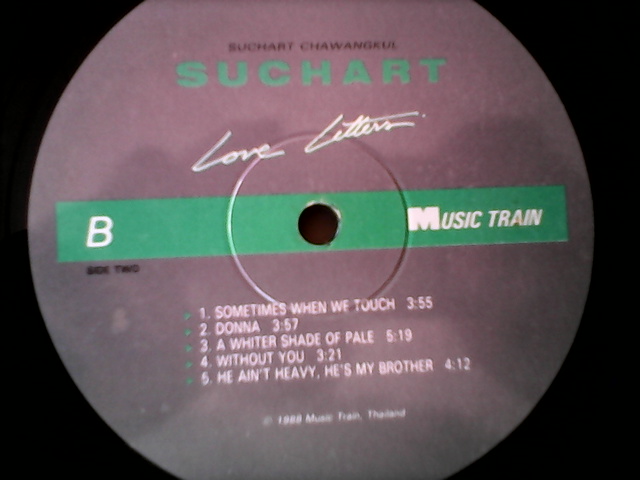 SUCHART CHAWANGKUL
SUCHART
Love Letters
B
MUSIC TRAIN
SIDE TWO
1. SOMETIMES WHEN WE TOUCH 3:55
2. DONNA 3:57
3. A WHITER SHADE OF PALE 5:19
4. WITHOUT YOU 3:21
5. HE AIN'T HEAVY, HE'S MY BROTHER 4:12
© 1988 Music Train, Thailand